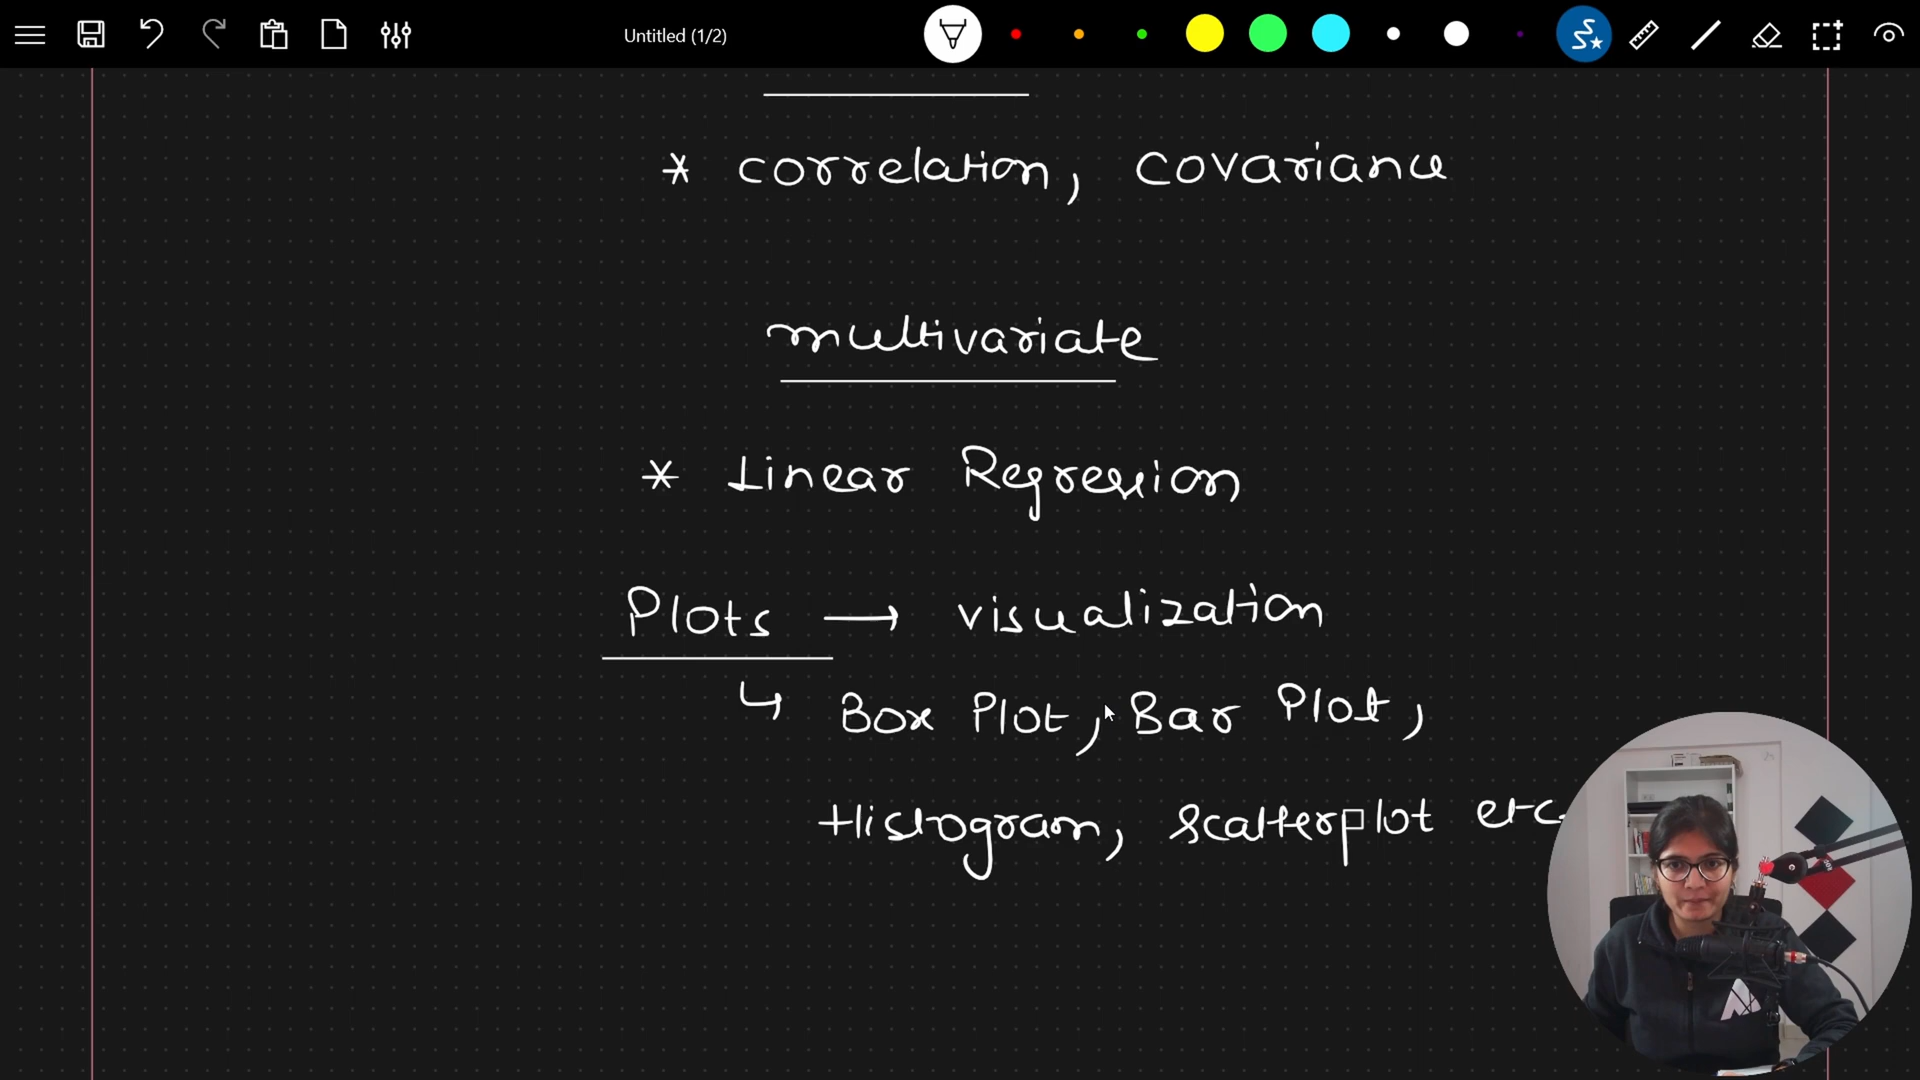 Untitled (1/2)
* correlation, covariance
multivariate
* Linear Regression
Plots → visualization
↳ Box Plot, Bar Plot,
Histogram, scatterplot etc.